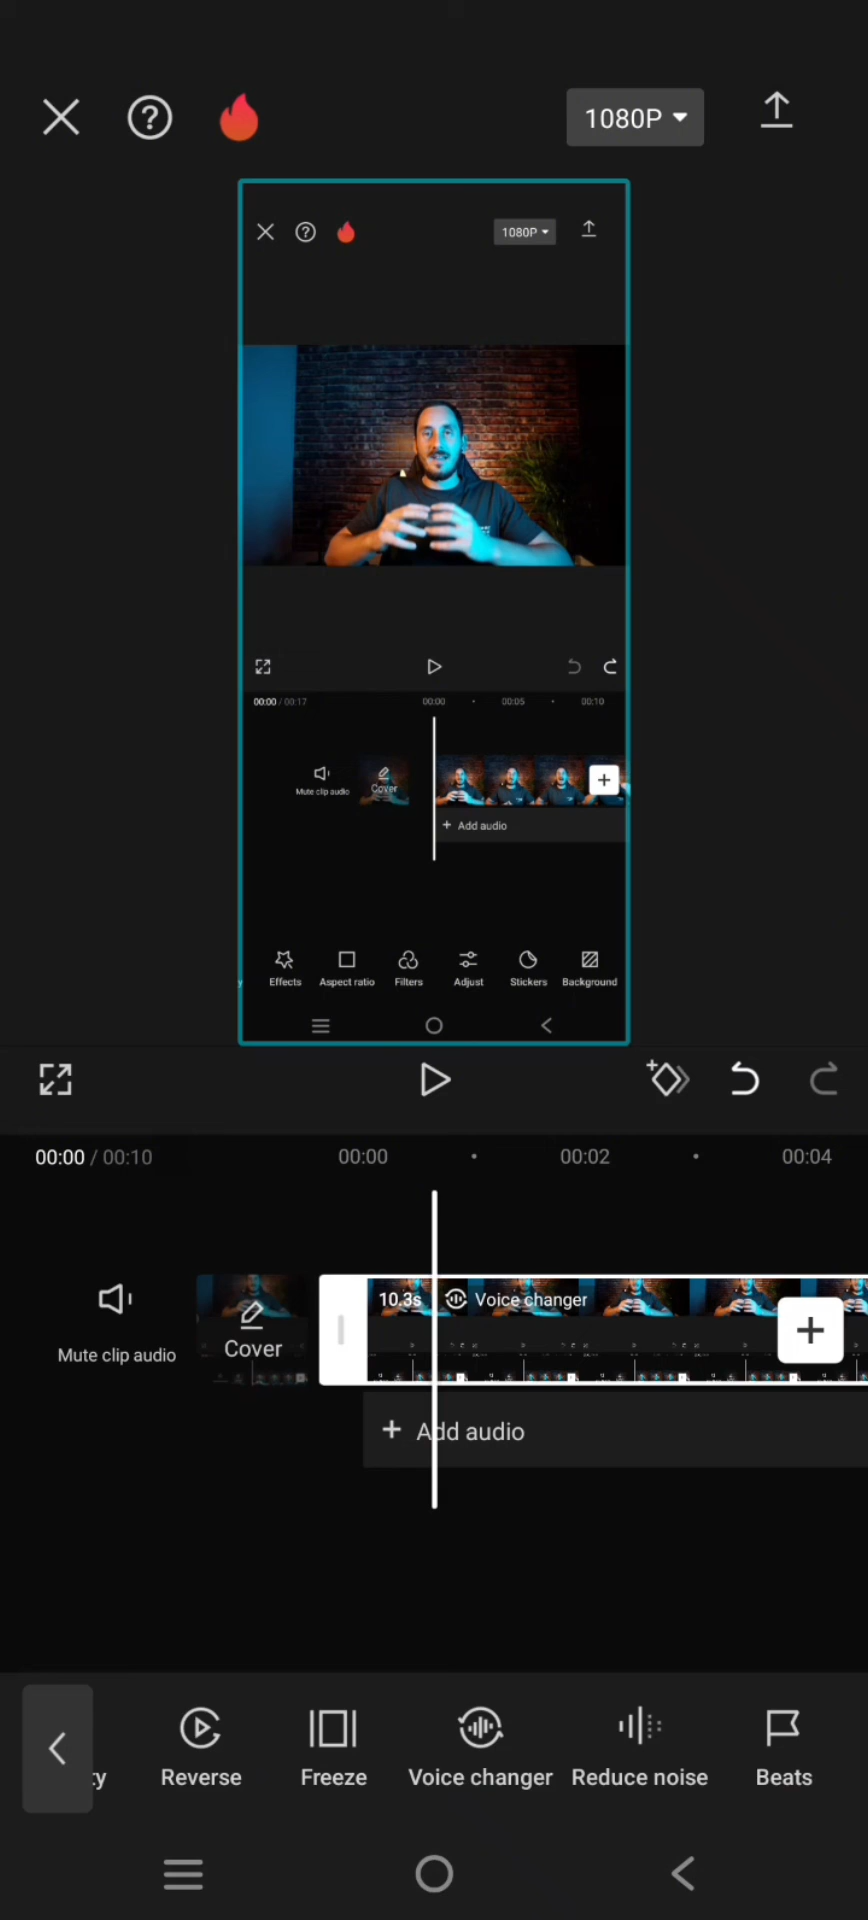 1080P
1080P
00:00 / 00:17 00:00 00:05 00:10
Mute clip audio
Cover
+ Add audio
y Effects Aspect ratio Filters Adjust Stickers Background
00:00 / 00:10 00:00 00:02 00:04
10.3s Voice changer
Mute clip audio
Cover
+ Add audio
ty Reverse Freeze Voice changer Reduce noise Beats